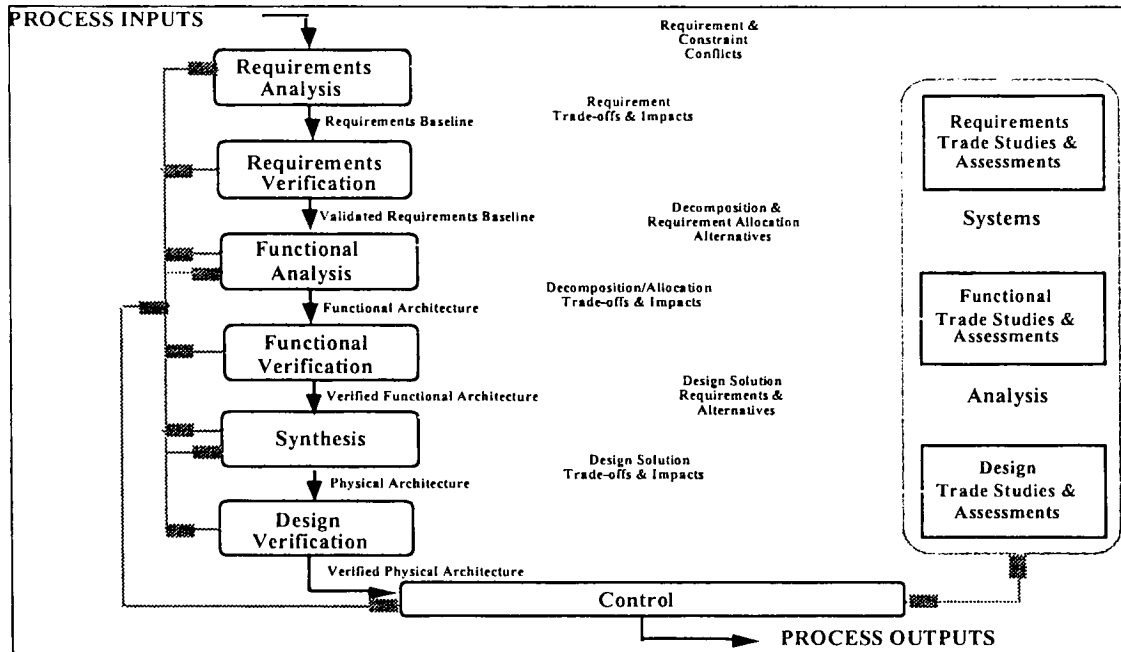 PROCESS INPUTS
Requirements
Analysis
Requirements Baseline
Requirements
Verification
Validated Requirements Baseline
Functional
Analysis
Functional Architecture
Functional
Verification
Verified Functional Architecture
Synthesis
Physical Architecture
Design
Verification
Verified Physical Architecture
Control
PROCESS OUTPUTS
Requirement &
Constraint
Conflicts
Requirement
Trade-offs & Impacts
Decomposition &
Requirement Allocation
Alternatives
Decomposition/Allocation
Trade-offs & Impacts
Design Solution
Requirements &
Alternatives
Design Solution
Trade-offs & Impacts
Requirements
Trade Studies &
Assessments
Systems
Functional
Trade Studies &
Assessments
Analysis
Design
Trade Studies &
Assessments